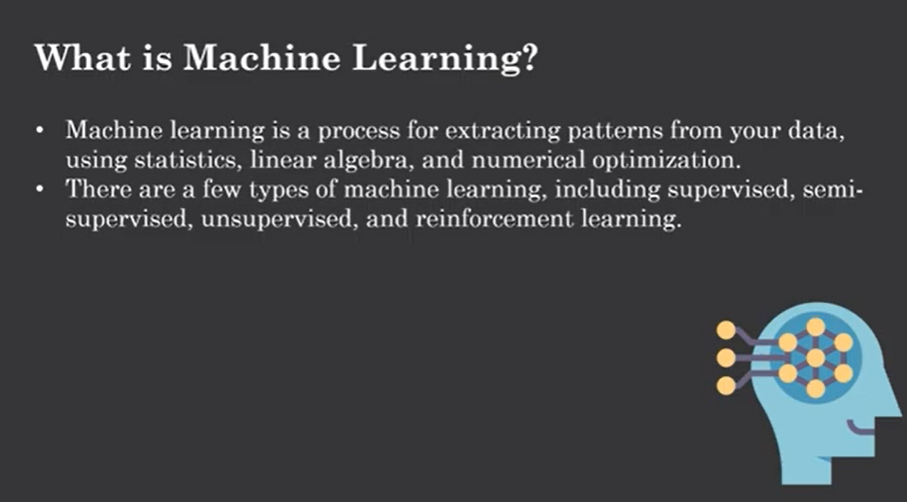 What is Machine Learning?
• Machine learning is a process for extracting patterns from your data,
using statistics, linear algebra, and numerical optimization.
• There are a few types of machine learning, including supervised, semi-
supervised, unsupervised, and reinforcement learning.